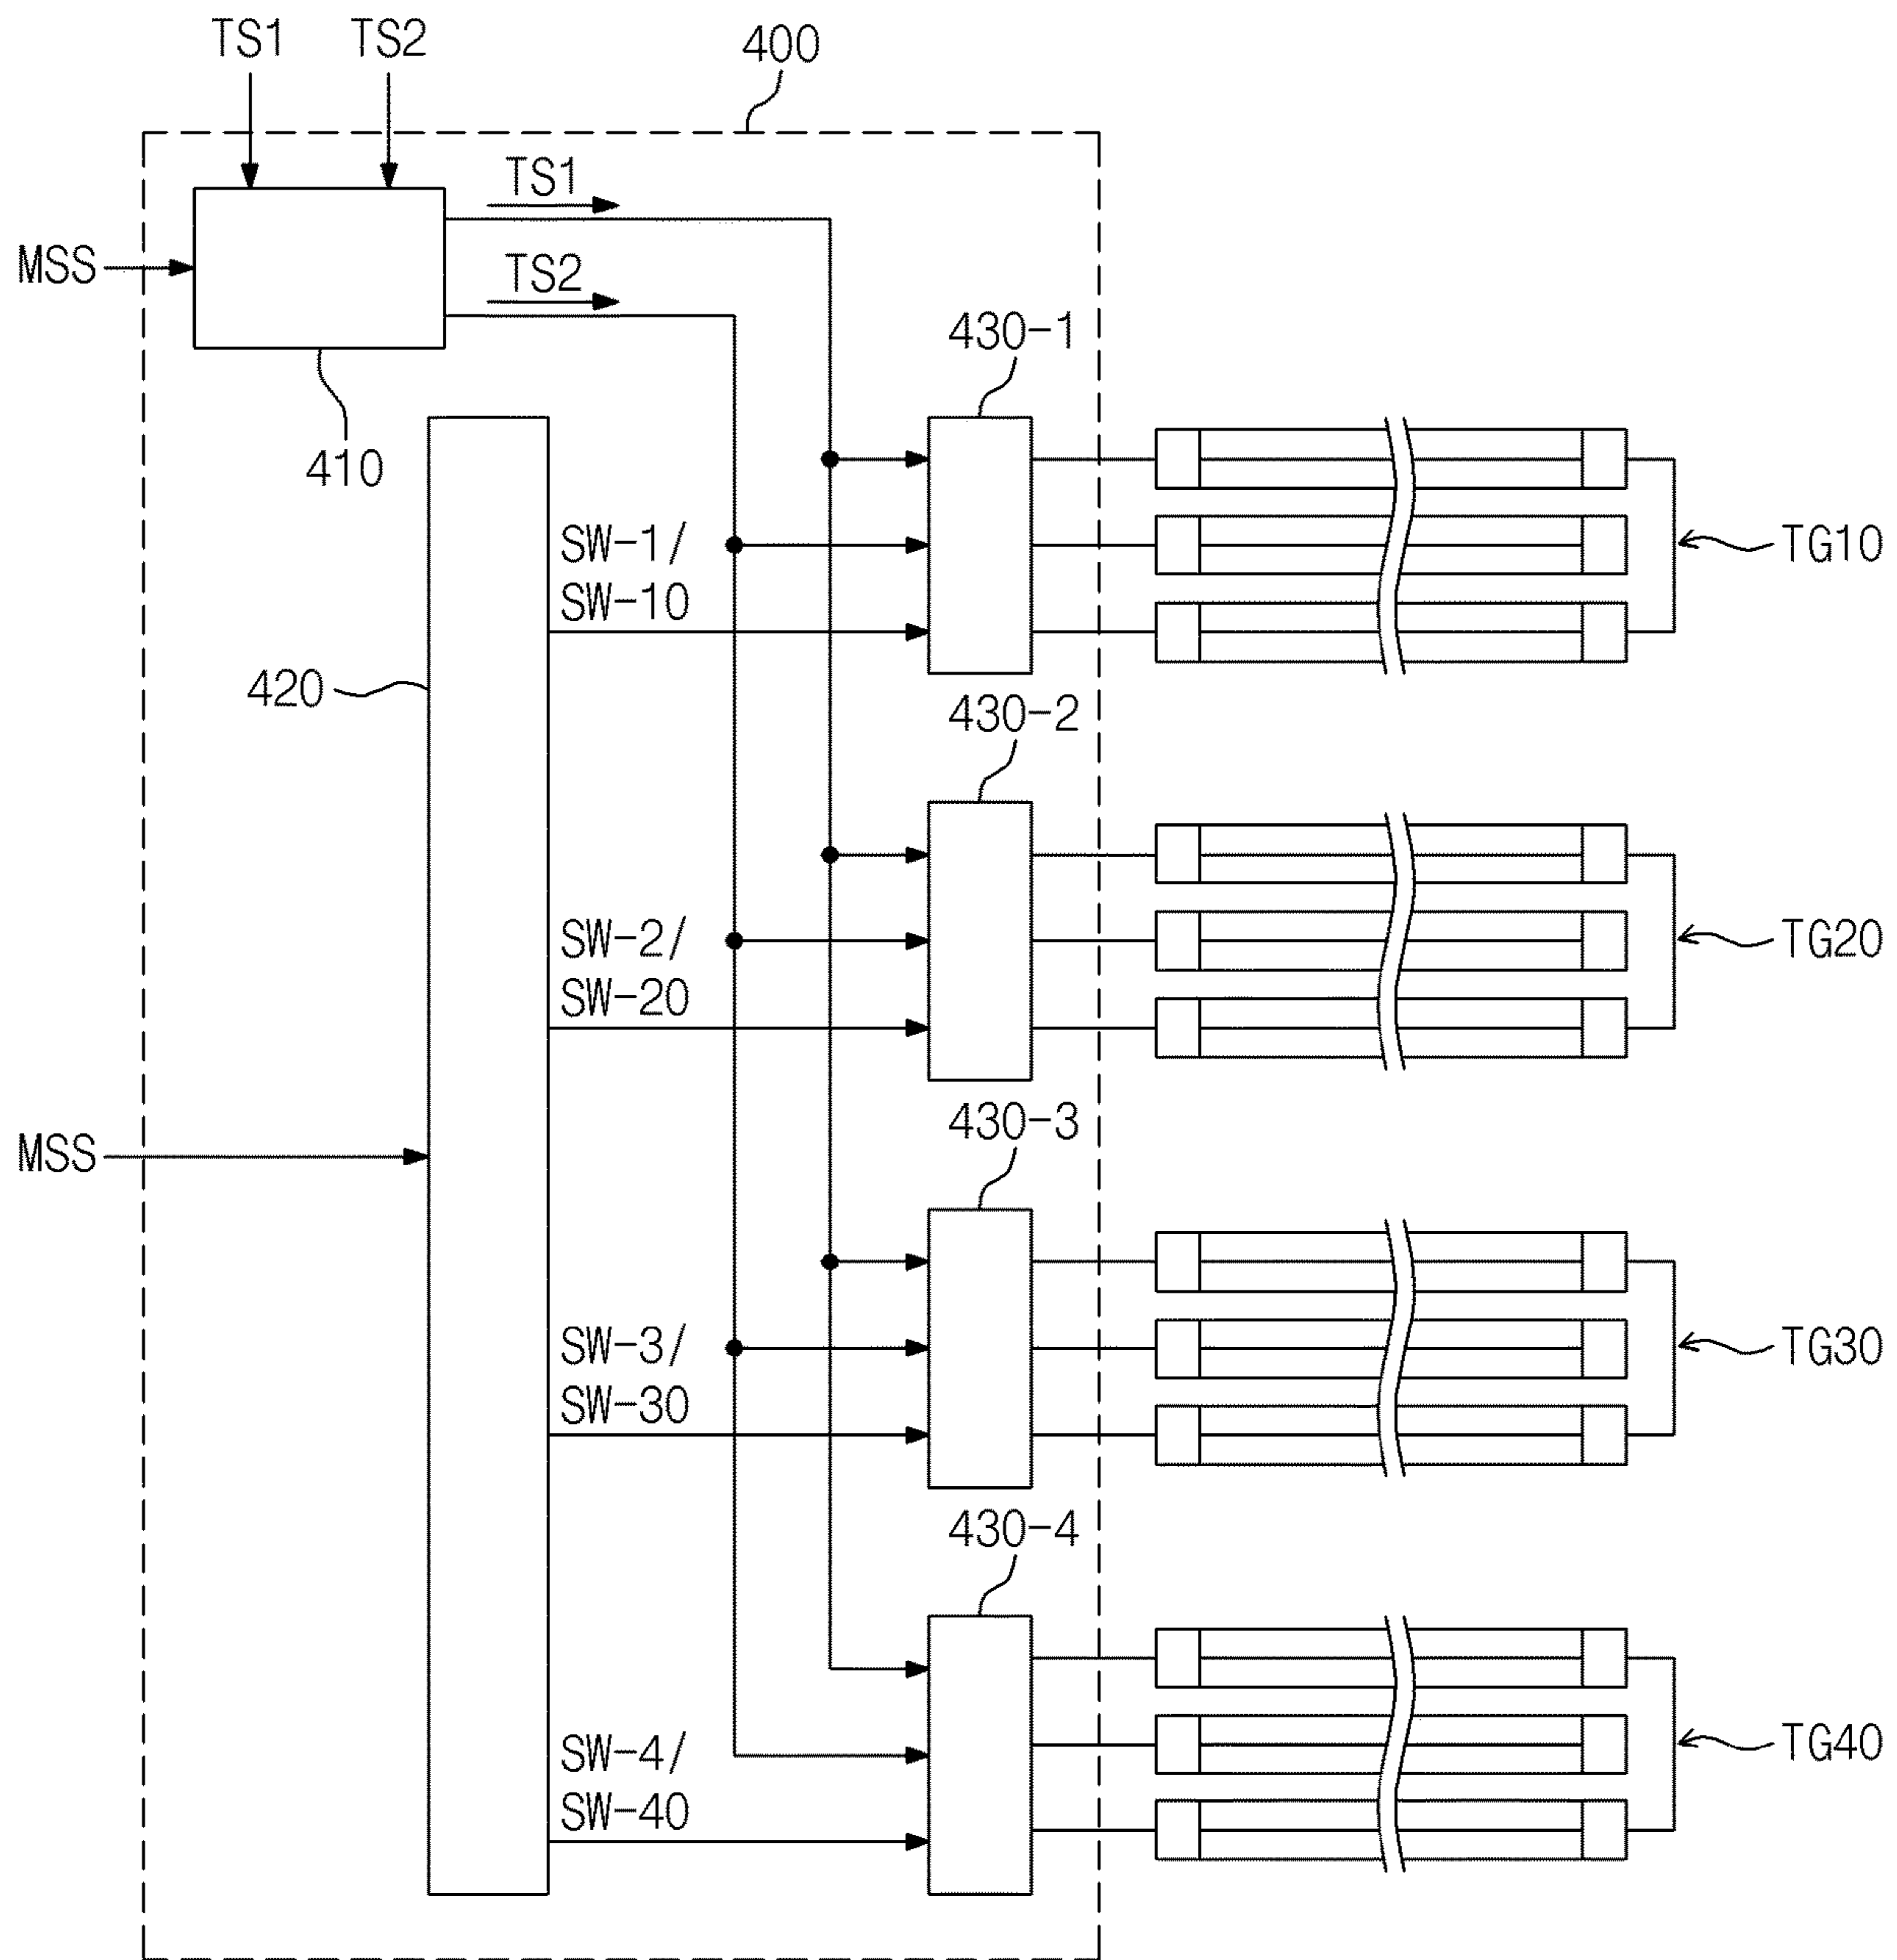 TS1 TS2
400
TS1
MSS
TS2
430-1
410
SW-1/
SW-10
TG10
420
430-2
SW-2/
SW-20
TG20
430-3
MSS
SW-3/
SW-30
TG30
430-4
SW-4/
SW-40
TG40